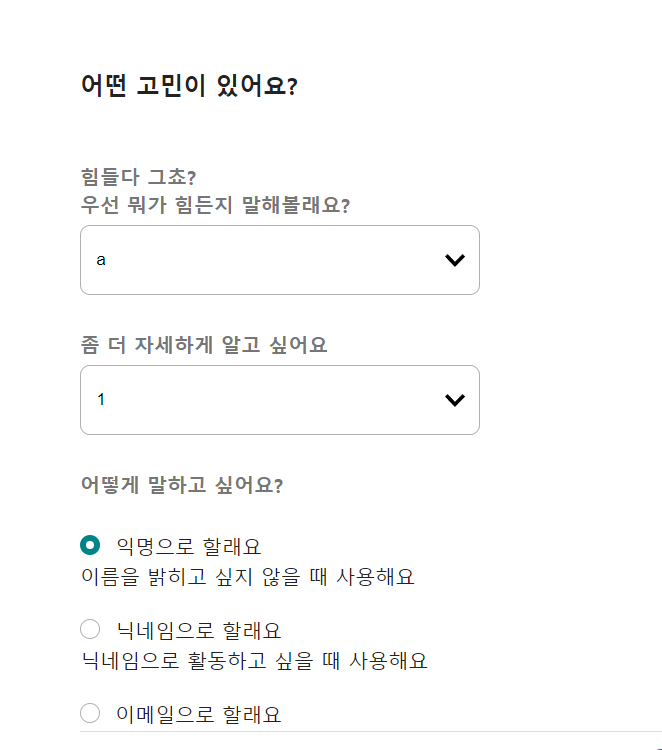 어떤 고민이 있어요?
힘들다 그쵸?
우선 뭐가 힘든지 말해볼래요?
a
좀 더 자세하게 알고 싶어요
1
어떻게 말하고 싶어요?
익명으로 할래요
이름을 밝히고 싶지 않을 때 사용해요
닉네임으로 할래요
닉네임으로 활동하고 싶을 때 사용해요
이메일으로 할래요